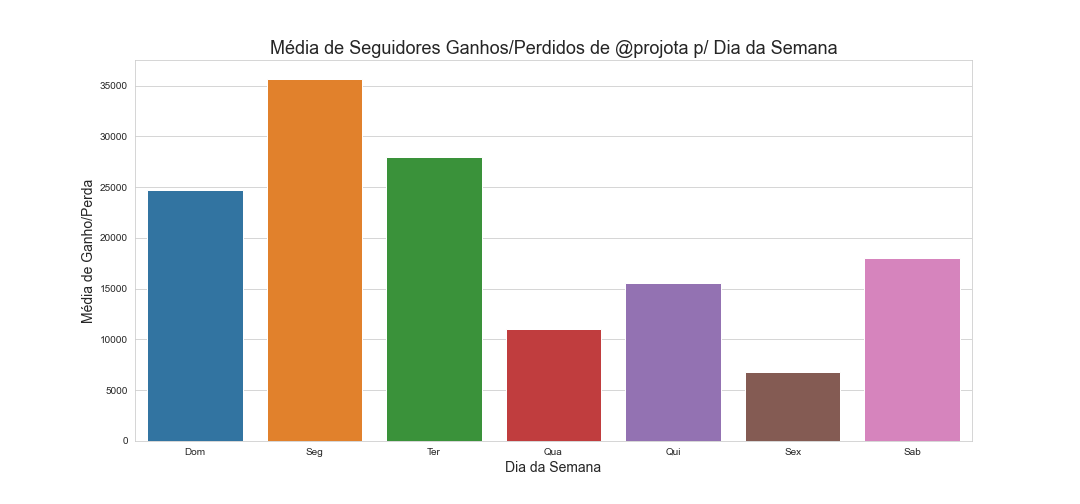 Média de Seguidores Ganhos/Perdidos de @projota p/ Dia da Semana
Média de Ganho/Perda
35000
30000
25000
20000
15000
10000
5000
0
Dom Seg Ter Qua Qui Sex Sab
Dia da Semana